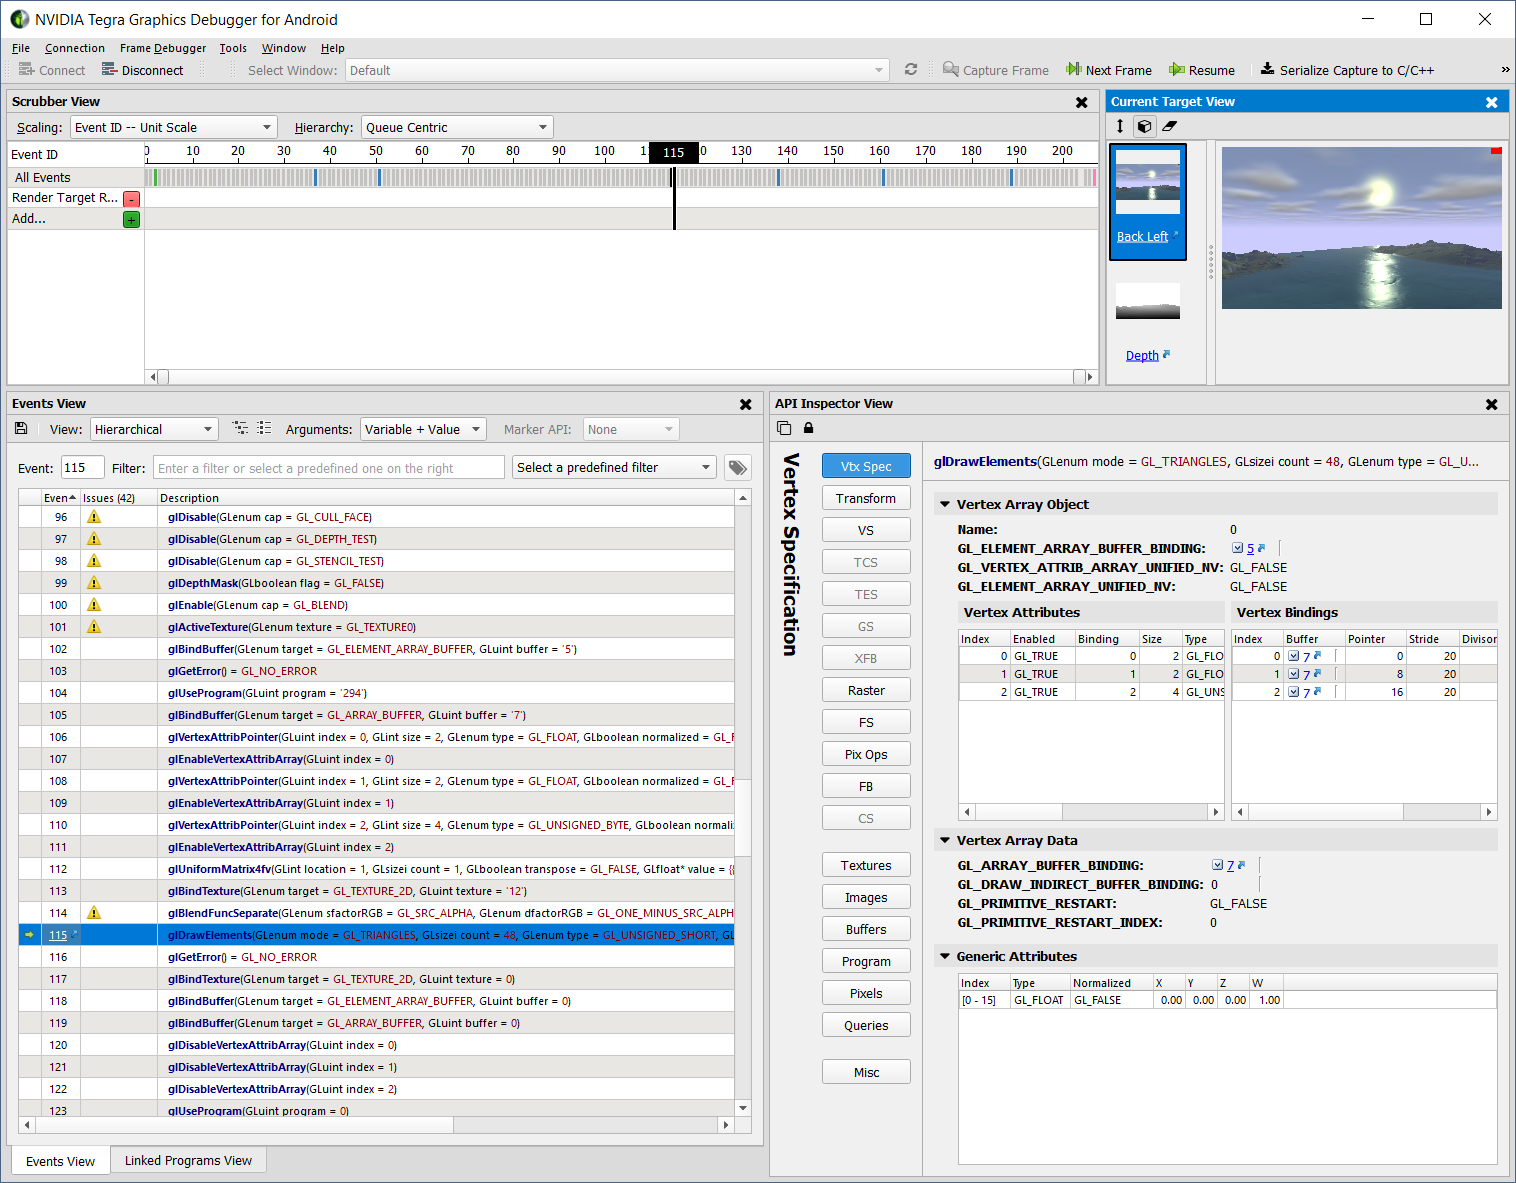 NVIDIA Tegra Graphics Debugger for Android
File Connection Frame Debugger Tools Window Help
Connect Disconnect Select Window: Default Capture Frame Next Frame Resume Serialize Capture to C/C++ »
Scrubber View
Scaling: Event ID -- Unit Scale Hierarchy: Queue Centric
Event ID 0 10 20 30 40 50 60 70 80 90 100 115 130 140 150 160 170 180 190 200
All Events
Render Target R... -
Add... +
Current Target View
Back Left
Depth
Events View
View: Hierarchical Arguments: Variable + Value Marker API: None
Event: 115 Filter: Enter a filter or select a predefined one on the right Select a predefined filter
Even Issues (42) Description
96 glDisable(GLenum cap = GL_CULL_FACE)
97 glDisable(GLenum cap = GL_DEPTH_TEST)
98 glDisable(GLenum cap = GL_STENCIL_TEST)
99 glDepthMask(GLboolean flag = GL_FALSE)
100 glEnable(GLenum cap = GL_BLEND)
101 glActiveTexture(GLenum texture = GL_TEXTURE0)
102 glBindBuffer(GLenum target = GL_ELEMENT_ARRAY_BUFFER, GLuint buffer = '5')
103 glGetError() = GL_NO_ERROR
104 glUseProgram(GLuint program = '294')
105 glBindBuffer(GLenum target = GL_ARRAY_BUFFER, GLuint buffer = '7')
106 glVertexAttribPointer(GLuint index = 0, GLint size = 2, GLenum type = GL_FLOAT, GLboolean normalized = GL_F
107 glEnableVertexAttribArray(GLuint index = 0)
108 glVertexAttribPointer(GLuint index = 1, GLint size = 2, GLenum type = GL_FLOAT, GLboolean normalized = GL_F
109 glEnableVertexAttribArray(GLuint index = 1)
110 glVertexAttribPointer(GLuint index = 2, GLint size = 4, GLenum type = GL_UNSIGNED_BYTE, GLboolean normali
111 glEnableVertexAttribArray(GLuint index = 2)
112 glUniformMatrix4fv(GLint location = 1, GLsizei count = 1, GLboolean transpose = GL_FALSE, GLfloat* value = {
113 glBindTexture(GLenum target = GL_TEXTURE_2D, GLuint texture = '12')
114 glBlendFuncSeparate(GLenum sfactorRGB = GL_SRC_ALPHA, GLenum dfactorRGB = GL_ONE_MINUS_SRC_ALPH
115 glDrawElements(GLenum mode = GL_TRIANGLES, GLsizei count = 48, GLenum type = GL_UNSIGNED_SHORT, GL
116 glGetError() = GL_NO_ERROR
117 glBindTexture(GLenum target = GL_TEXTURE_2D, GLuint texture = 0)
118 glBindBuffer(GLenum target = GL_ELEMENT_ARRAY_BUFFER, GLuint buffer = 0)
119 glBindBuffer(GLenum target = GL_ARRAY_BUFFER, GLuint buffer = 0)
120 glDisableVertexAttribArray(GLuint index = 0)
121 glDisableVertexAttribArray(GLuint index = 1)
122 glDisableVertexAttribArray(GLuint index = 2)
123 glUseProgram(GLuint program = 0)
Events View Linked Programs View
API Inspector View
Vertex Specification
Vtx Spec
Transform
VS
TCS
TES
GS
XFB
Raster
FS
Pix Ops
FB
CS
Textures
Images
Buffers
Program
Pixels
Queries
Misc
glDrawElements(GLenum mode = GL_TRIANGLES, GLsizei count = 48, GLenum type = GL_U...
Vertex Array Object
Name: 0
GL_ELEMENT_ARRAY_BUFFER_BINDING: 5
GL_VERTEX_ATTRIB_ARRAY_UNIFIED_NV: GL_FALSE
GL_ELEMENT_ARRAY_UNIFIED_NV: GL_FALSE
Vertex Attributes
Index Enabled Binding Size Type
0 GL_TRUE 0 2 GL_FLO
1 GL_TRUE 1 2 GL_FLO
2 GL_TRUE 2 4 GL_UNS
Vertex Bindings
Index Buffer Pointer Stride Divisor
0 7 0 20
1 7 8 20
2 7 16 20
Vertex Array Data
GL_ARRAY_BUFFER_BINDING: 7
GL_DRAW_INDIRECT_BUFFER_BINDING: 0
GL_PRIMITIVE_RESTART: GL_FALSE
GL_PRIMITIVE_RESTART_INDEX: 0
Generic Attributes
Index Type Normalized X Y Z W
[0 - 15] GL_FLOAT GL_FALSE 0.00 0.00 0.00 1.00